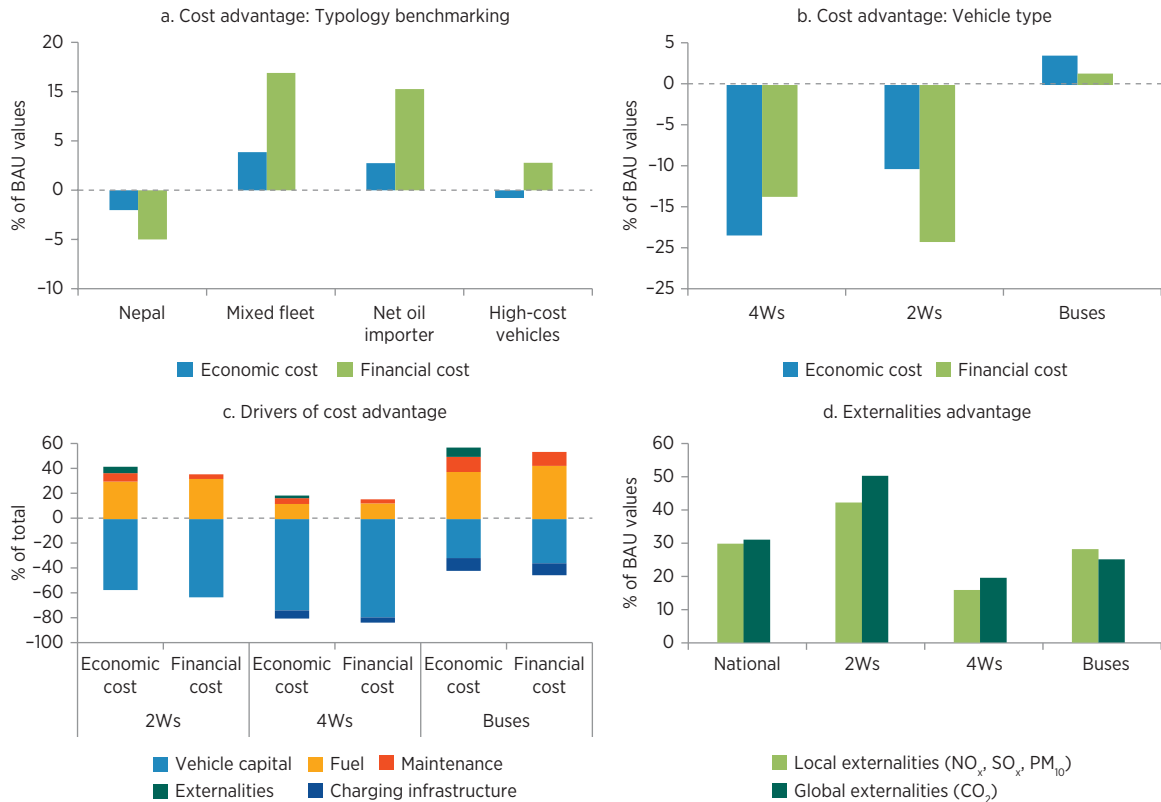 a. Cost advantage: Typology benchmarking
% of BAU values
20
15
5
0
−5
−10
Nepal
Mixed fleet
Net oil
importer
High-cost
vehicles
Economic cost
Financial cost
b. Cost advantage: Vehicle type
% of BAU values
5
0
−5
−10
−15
−25
−25
4Ws
2Ws
Buses
Economic cost
Financial cost
c. Drivers of cost advantage
% of total
60
40
20
0
−20
−40
−60
−80
−100
Economic
cost
Financial
cost
Economic
cost
Financial
cost
Economic
cost
Financial
cost
2Ws
4Ws
Buses
Vehicle capital
Fuel
Maintenance
Externalities
Charging infrastructure
d. Externalities advantage
% of BAU values
60
50
40
30
20
10
0
National
2Ws
4Ws
Buses
Local externalities (NOₓ, SOₓ, PM₁₀)
Global externalities (CO₂)